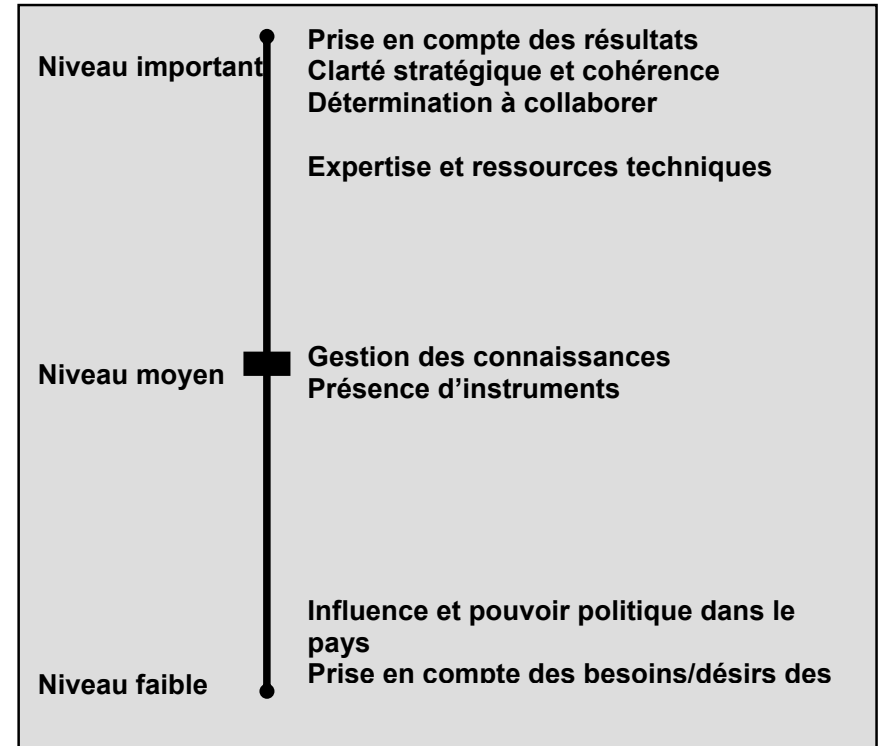 Niveau important
Prise en compte des résultats
Clarté stratégique et cohérence
Détermination à collaborer
Expertise et ressources techniques
Niveau moyen
Gestion des connaissances
Présence d’instruments
Influence et pouvoir politique dans le
pays
Prise en compte des besoins/désirs des
Niveau faible